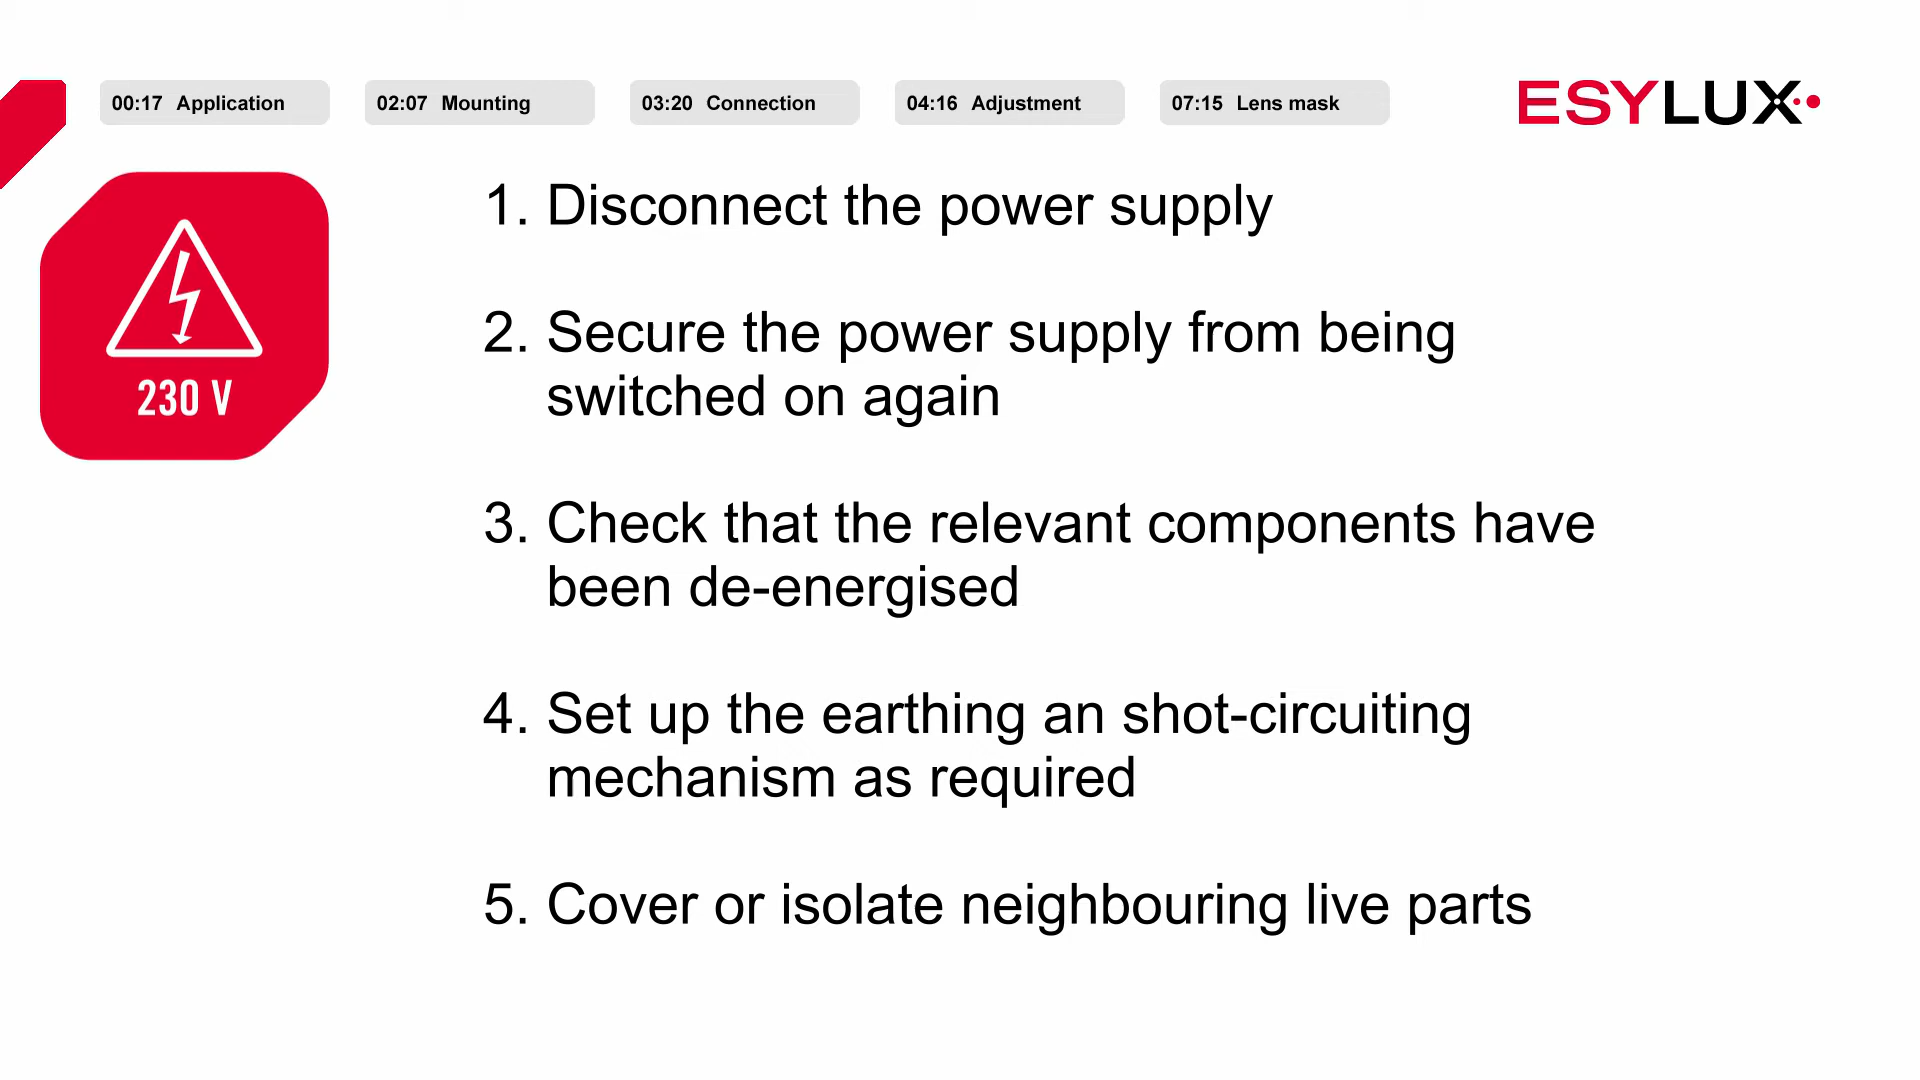 00:17 Application
02:07 Mounting
03:20 Connection
04:16 Adjustment
07:15 Lens mask
ESYLUX
230 V
1. Disconnect the power supply
2. Secure the power supply from being
switched on again
3. Check that the relevant components have
been de-energised
4. Set up the earthing an shot-circuiting
mechanism as required
5. Cover or isolate neighbouring live parts